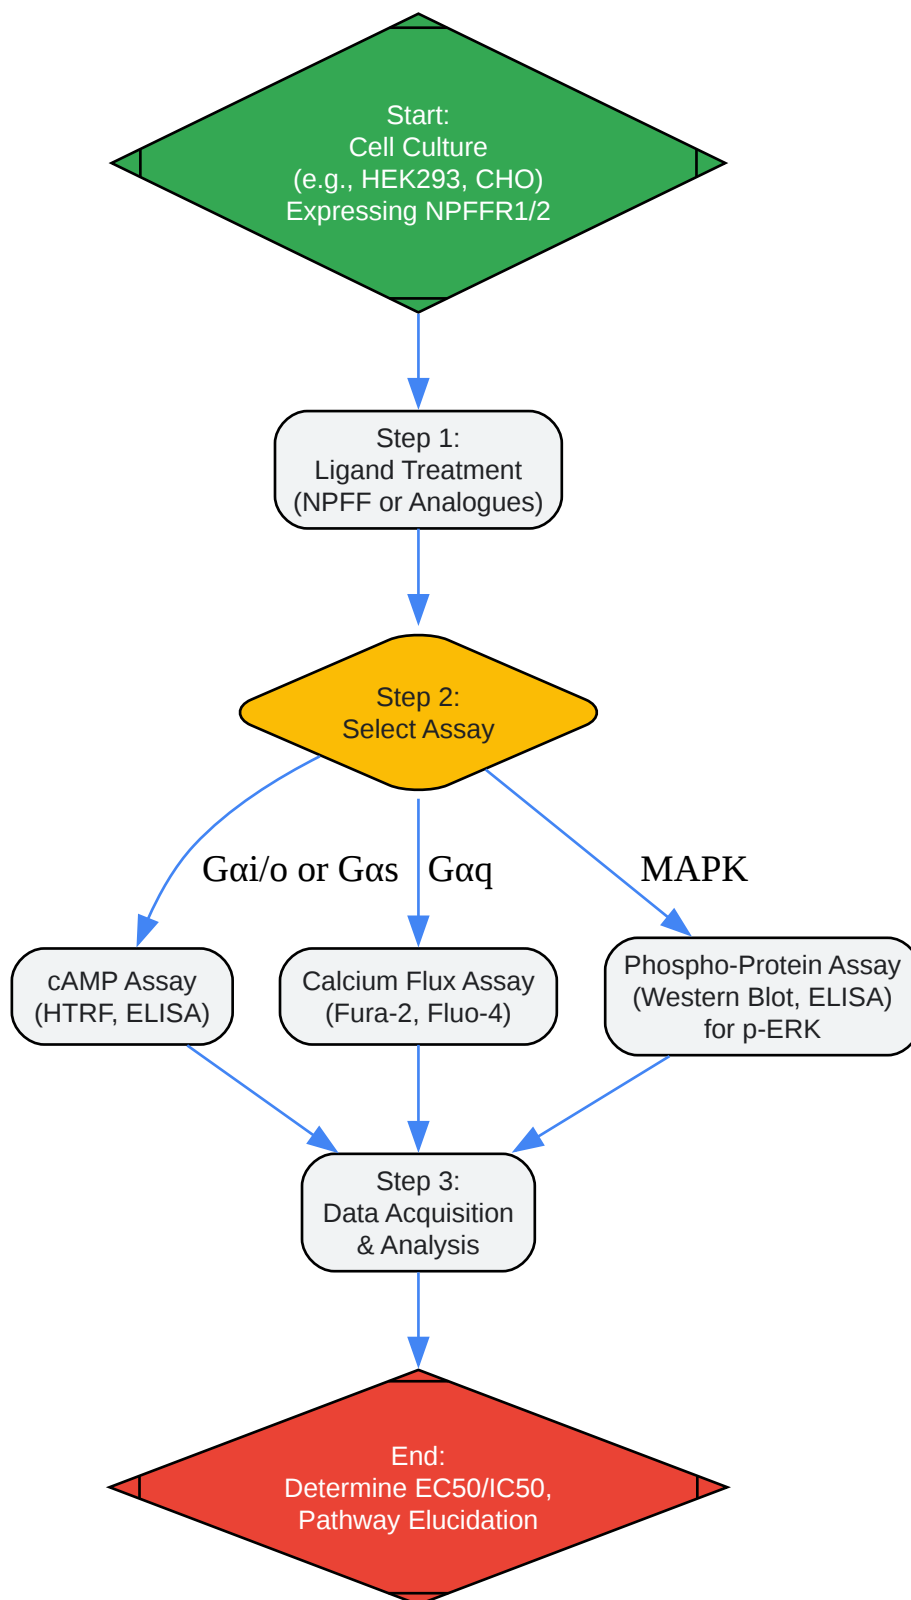 Start:
Cell Culture
(e.g., HEK293, CHO)
Expressing NPFFR1/2
Step 1:
Ligand Treatment
(NPFF or Analogues)
Step 2:
Select Assay
Gαi/o or Gαs
Gαq
MAPK
cAMP Assay
(HTRF, ELISA)
Calcium Flux Assay
(Fura-2, Fluo-4)
Phospho-Protein Assay
(Western Blot, ELISA)
for p-ERK
Step 3:
Data Acquisition
& Analysis
End:
Determine EC50/IC50,
Pathway Elucidation